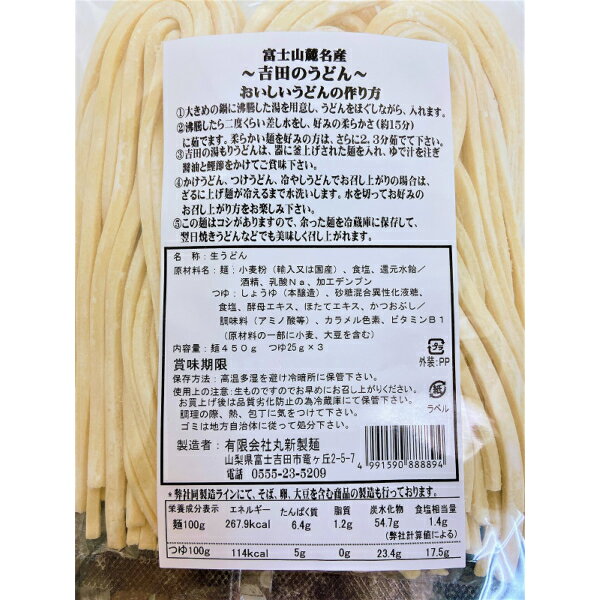 富士山麓名産
～吉田のうどん～
おいしいうどんの作り方
①大きめの鍋に沸騰した湯を用意し、うどんをほぐしながら、入れます。
②沸騰したら二度くらい差し水をし、好みの柔らかさ(約15分)
に茹でます。柔らかい麺を好みの方は、さらに2、3分茹でて下さい。
③吉田の湯もりうどんは、器に釜上げされた麺を入れ、ゆで汁を注ぎ
醤油と鰹節をかけてご賞味下さい。
④かけうどん、つけうどん、冷やしうどんでお召し上がりの場合は、
ざるに上げ麺が冷えるまで水洗いします。水を切ってお好みの
お召し上がり方をお楽しみ下さい。
⑤この麺はコシがありますので、余った麺を冷蔵庫に保存して、
翌日焼きうどんなどでも美味しく召し上がれます。
名　称：生うどん
原材料名：麺：小麦粉（輸入又は国産）、食塩、還元水飴／
酒精、乳酸Ｎａ、加工デンプン
つゆ：しょうゆ（本醸造）、砂糖混合異性化液糖、
食塩、酵母エキス、ほたてエキス、かつおぶし／
調味料（アミノ酸等）、カラメル色素、ビタミンＢ１
（原材料の一部に小麦、大豆を含む）
内容量：麺４５０ｇ　つゆ25ｇ×３
賞味期限
保存方法：高温多湿を避け冷暗所に保管下さい。
使用上の注意:生ものですのでお早めにお召し上がりください。
お買上げ後は品質劣化防止の為冷蔵庫にて保管下さい。
調理の際、熱、包丁に気をつけて下さい。
ゴミは地方自治体に従って処分下さい。
外装：PP
紙
ラベル
製造者：有限会社丸新製麺
山梨県富士吉田市竜ヶ丘2-5-7
電話 0555-23-5209
4991590888894
*弊社同製造ラインにて、そば、卵、大豆を含む商品の製造も行っております。
栄養成分表示 エネルギー たんぱく質 脂質 炭水化物 食塩相当量
麺100g 267.9kcal 6.4g 1.2g 54.7g 1.4g
（弊社計算値による）
つゆ100g 114kcal 5g 0g 23.4g 17.5g